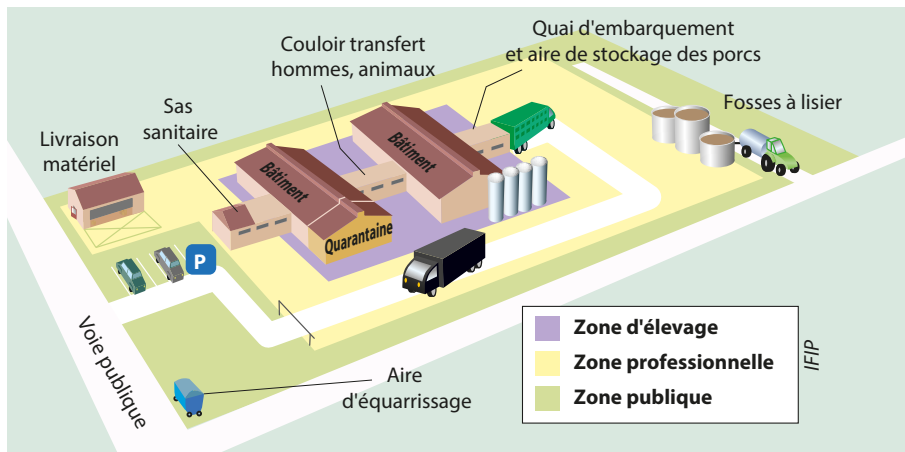 Quai d'embarquement
et aire de stockage des porcs
Couloir transfert
hommes, animaux
Fosses à lisier
Sas
sanitaire
Livraison
matériel
Bâtiment
Bâtiment
Quarantaine
P
Voie publique
Aire
d'équarrissage
Zone d'élevage
Zone professionnelle
Zone publique
IFIP